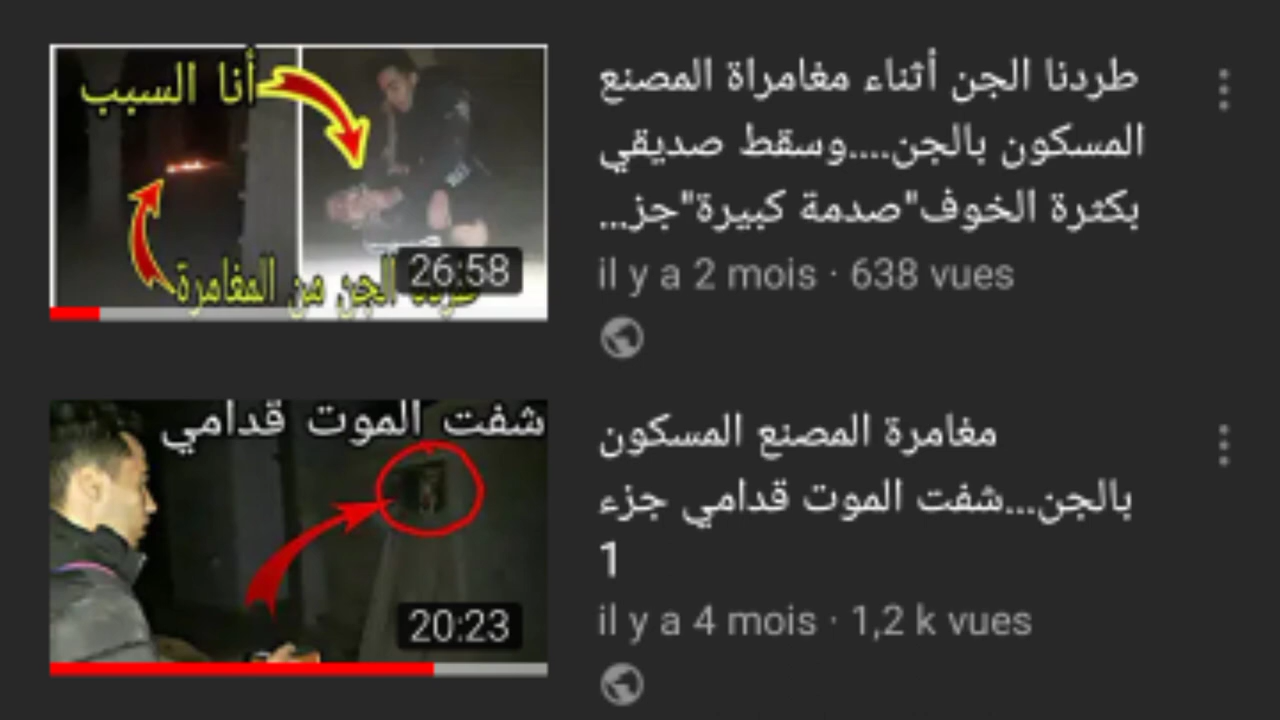 أنا السبب
طردنا الجن من المغامرة
26:58
طردنا الجن أثناء مغامراة المصنع
المسكون بالجن....وسقط صديقي
بكثرة الخوف"صدمة كبيرة"جز...
il y a 2 mois · 638 vues
شفت الموت قدامي
20:23
مغامرة المصنع المسكون
بالجن...شفت الموت قدامي جزء
1
il y a 4 mois · 1,2 k vues